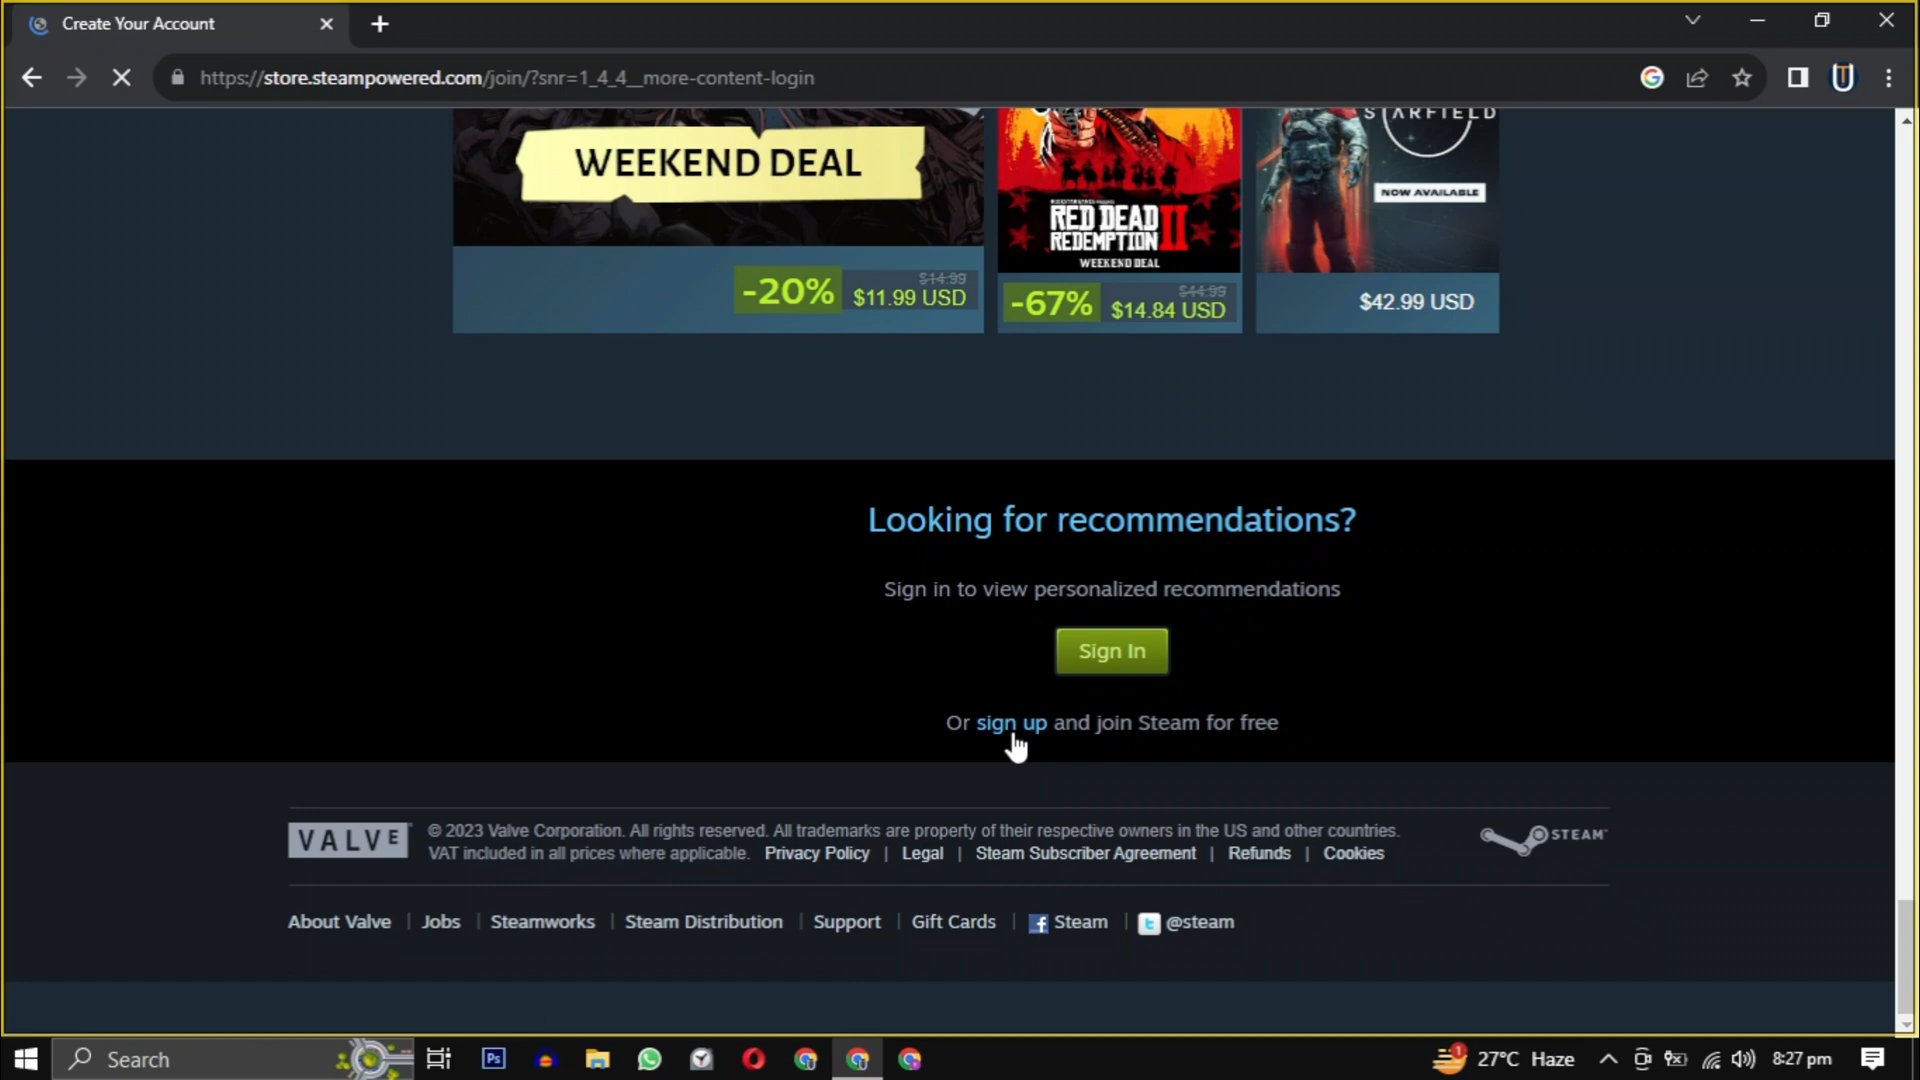 Create Your Account
https://store.steampowered.com/join/?snr=1_4_4__more-content-login
WEEKEND DEAL
-20%
$14.99
$11.99 USD
RED DEAD
REDEMPTION II
WEEKEND DEAL
-67%
$44.99
$14.84 USD
STARFIELD
NOW AVAILABLE
$42.99 USD
Looking for recommendations?
Sign in to view personalized recommendations
Sign In
Or sign up and join Steam for free
VALVE
© 2023 Valve Corporation. All rights reserved. All trademarks are property of their respective owners in the US and other countries.
VAT included in all prices where applicable. Privacy Policy | Legal | Steam Subscriber Agreement | Refunds | Cookies
STEAM
About Valve | Jobs | Steamworks | Steam Distribution | Support | Gift Cards | Steam | @steam
Search
Ps
1
27°C Haze
8:27 pm